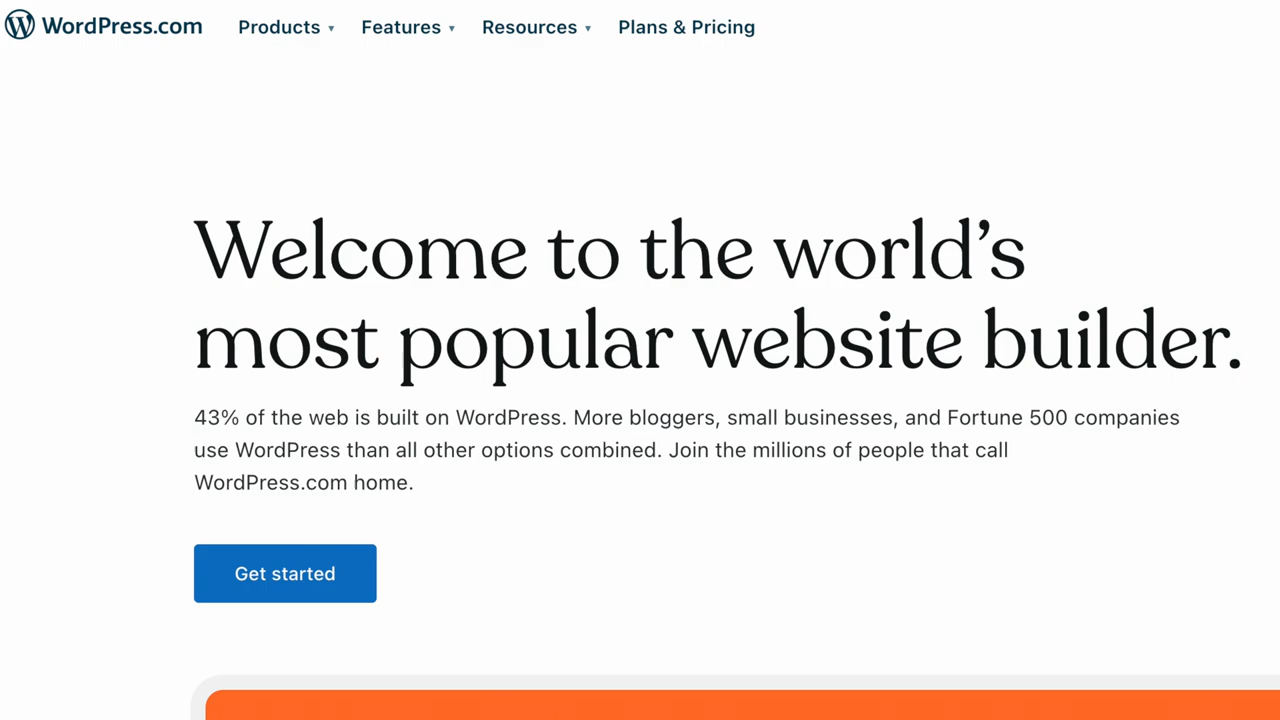 WordPress.com Products ▾ Features ▾ Resources ▾ Plans & Pricing
Welcome to the world’s
most popular website builder.
43% of the web is built on WordPress. More bloggers, small businesses, and Fortune 500 companies
use WordPress than all other options combined. Join the millions of people that call
WordPress.com home.
Get started